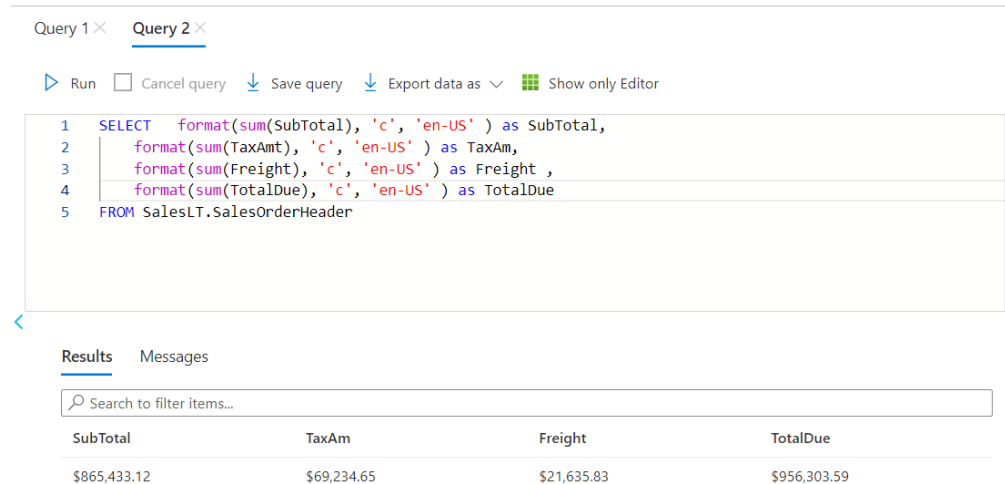 Query 1 Query 2
Run Cancel query Save query Export data as Show only Editor
1 SELECT   format(sum(SubTotal), 'c', 'en-US' ) as SubTotal,
2     format(sum(TaxAmt), 'c', 'en-US' ) as TaxAm,
3     format(sum(Freight), 'c', 'en-US' ) as Freight ,
4     format(sum(TotalDue), 'c', 'en-US' ) as TotalDue
5 FROM SalesLT.SalesOrderHeader
Results Messages
Search to filter items...
SubTotal TaxAm Freight TotalDue
$865,433.12 $69,234.65 $21,635.83 $956,303.59